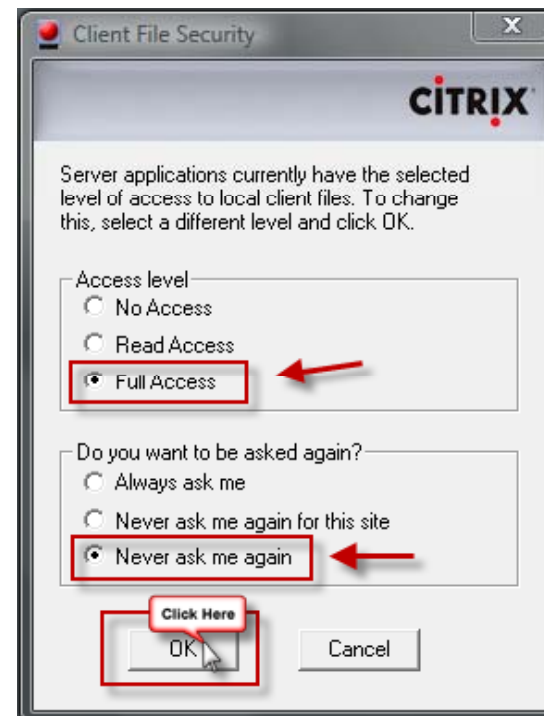 Client File Security
X
CITRIX
Server applications currently have the selected
level of access to local client files. To change
this, select a different level and click OK.
Access level
No Access
Read Access
Full Access
Do you want to be asked again?
Always ask me
Never ask me again for this site
Never ask me again
Click Here
OK
Cancel